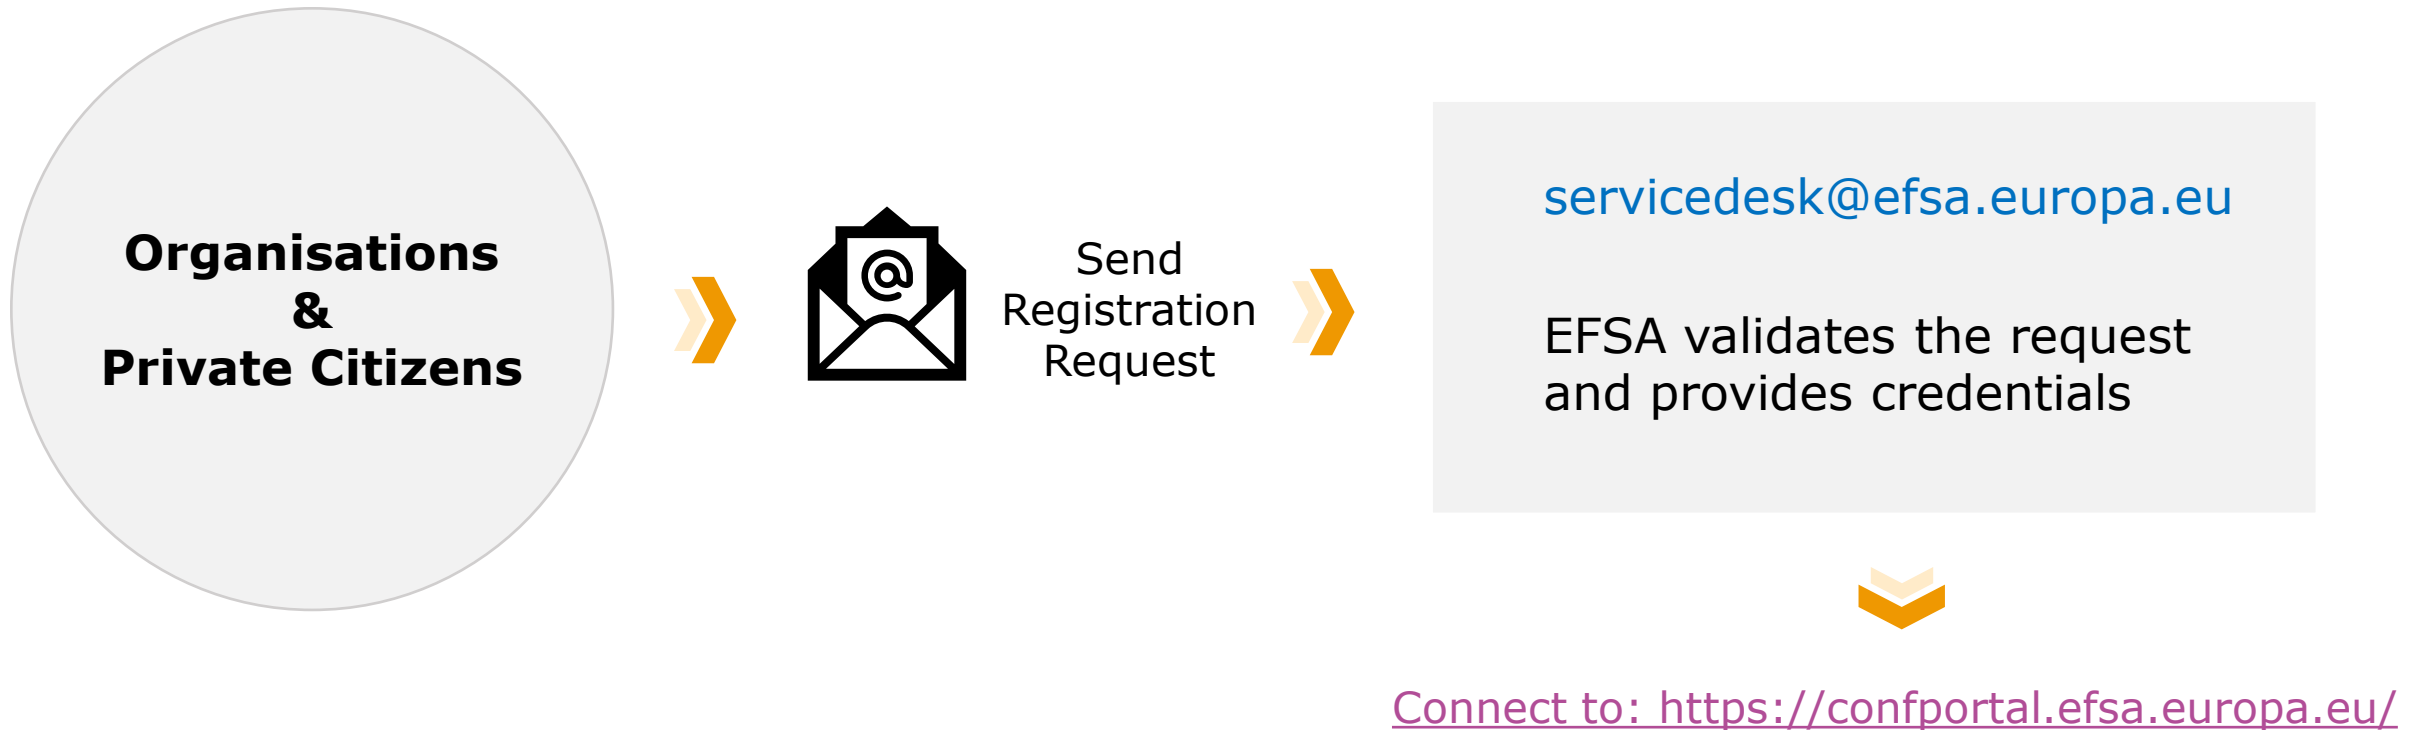 Organisations
&
Private Citizens
@
Send
Registration
Request
servicedesk@efsa.europa.eu
EFSA validates the request
and provides credentials
Connect to: https://confportal.efsa.europa.eu/